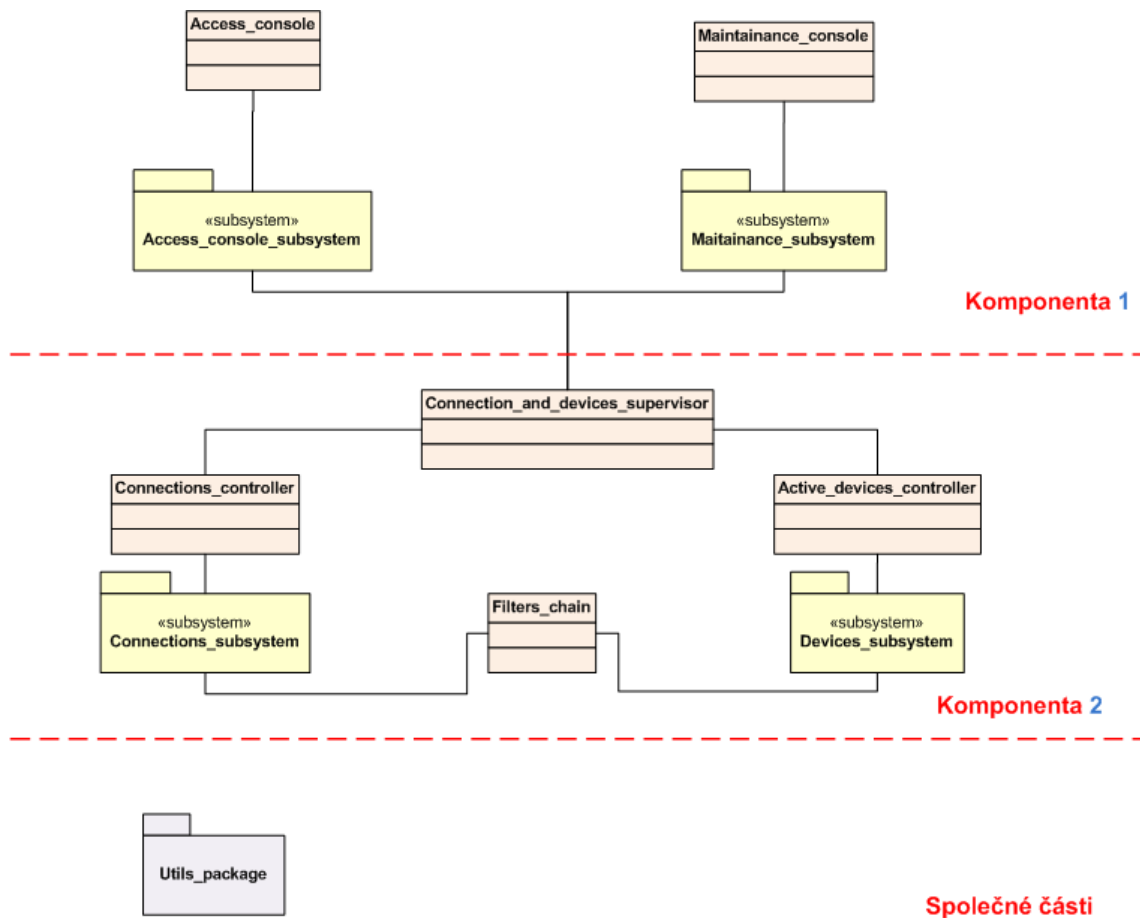 Access_console
Maintainance_console
«subsystem»
Access_console_subsystem
«subsystem»
Maitainance_subsystem
Komponenta 1
Connection_and_devices_supervisor
Connections_controller
Active_devices_controller
«subsystem»
Connections_subsystem
Filters_chain
«subsystem»
Devices_subsystem
Komponenta 2
Utils_package
Společné části